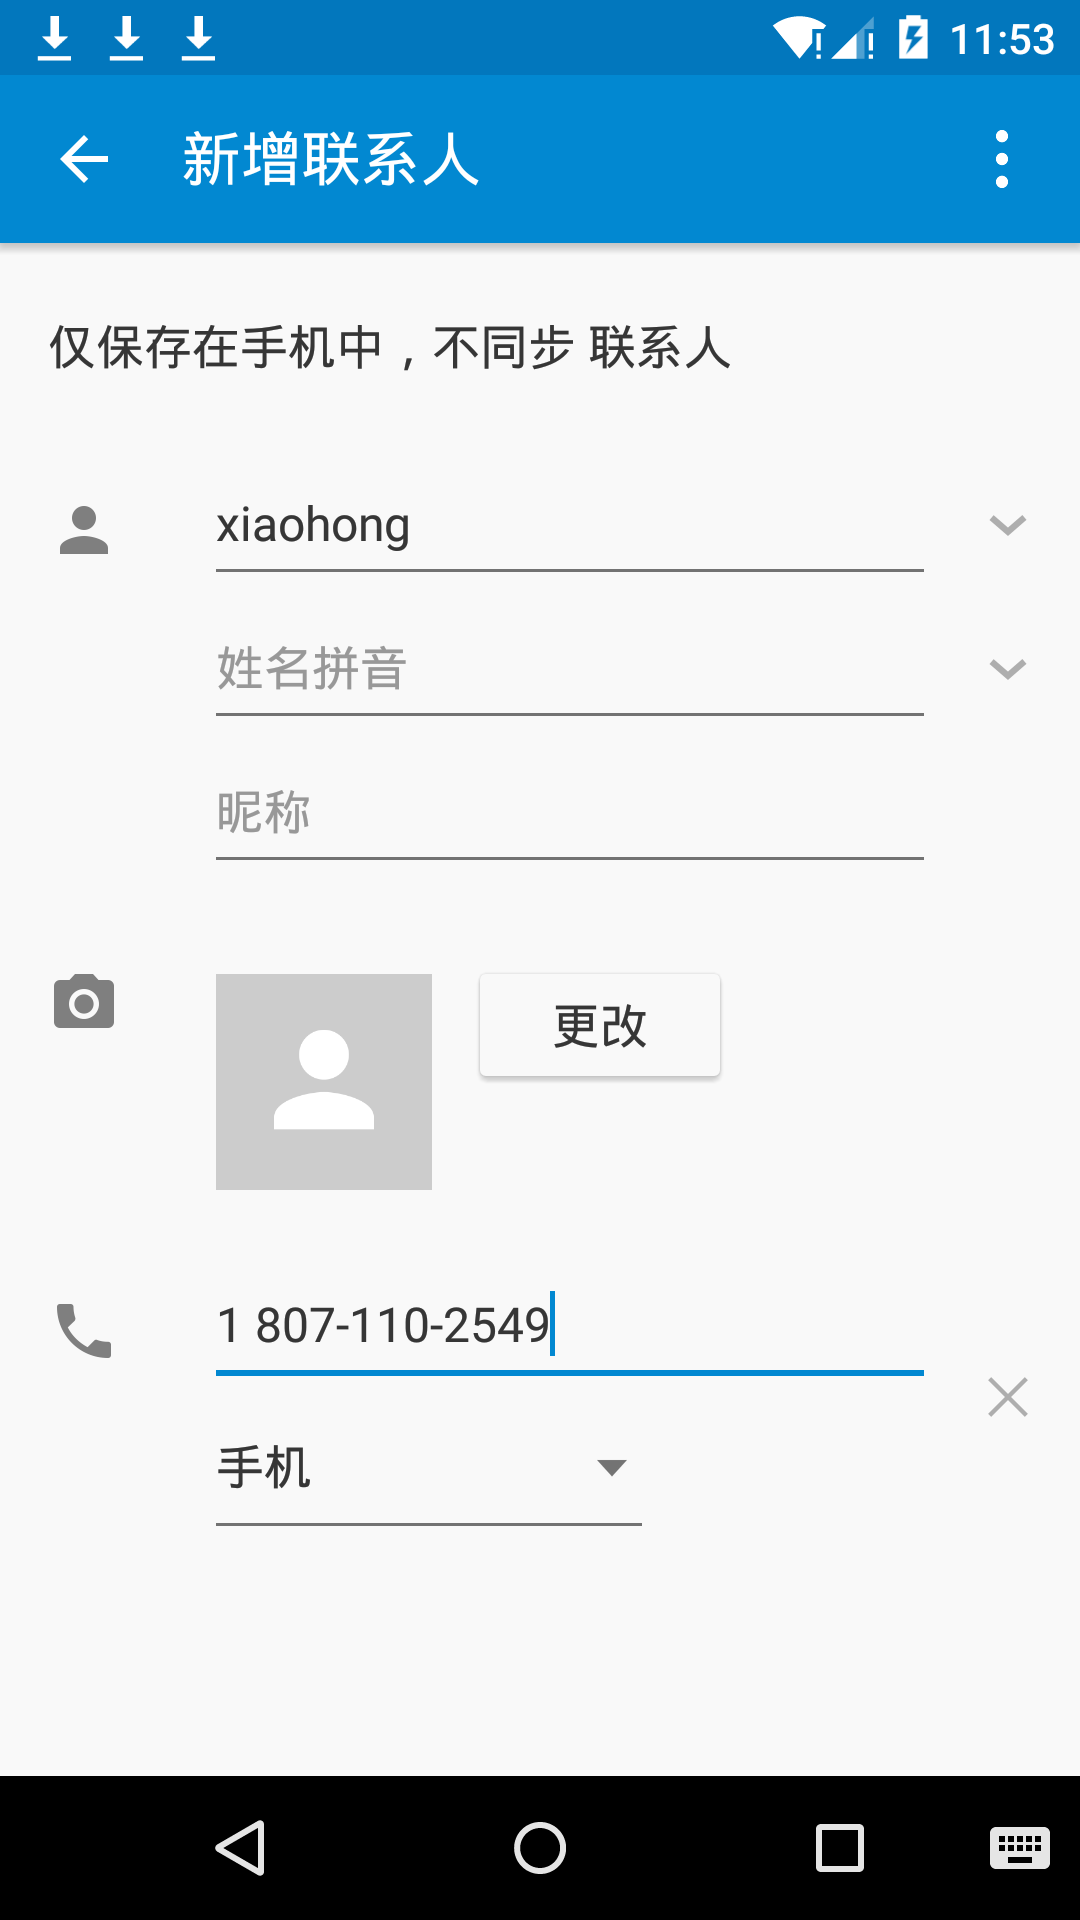 11:53
新增联系人
仅保存在手机中，不同步 联系人
xiaohong
姓名拼音
昵称
更改
1 807-110-2549
手机